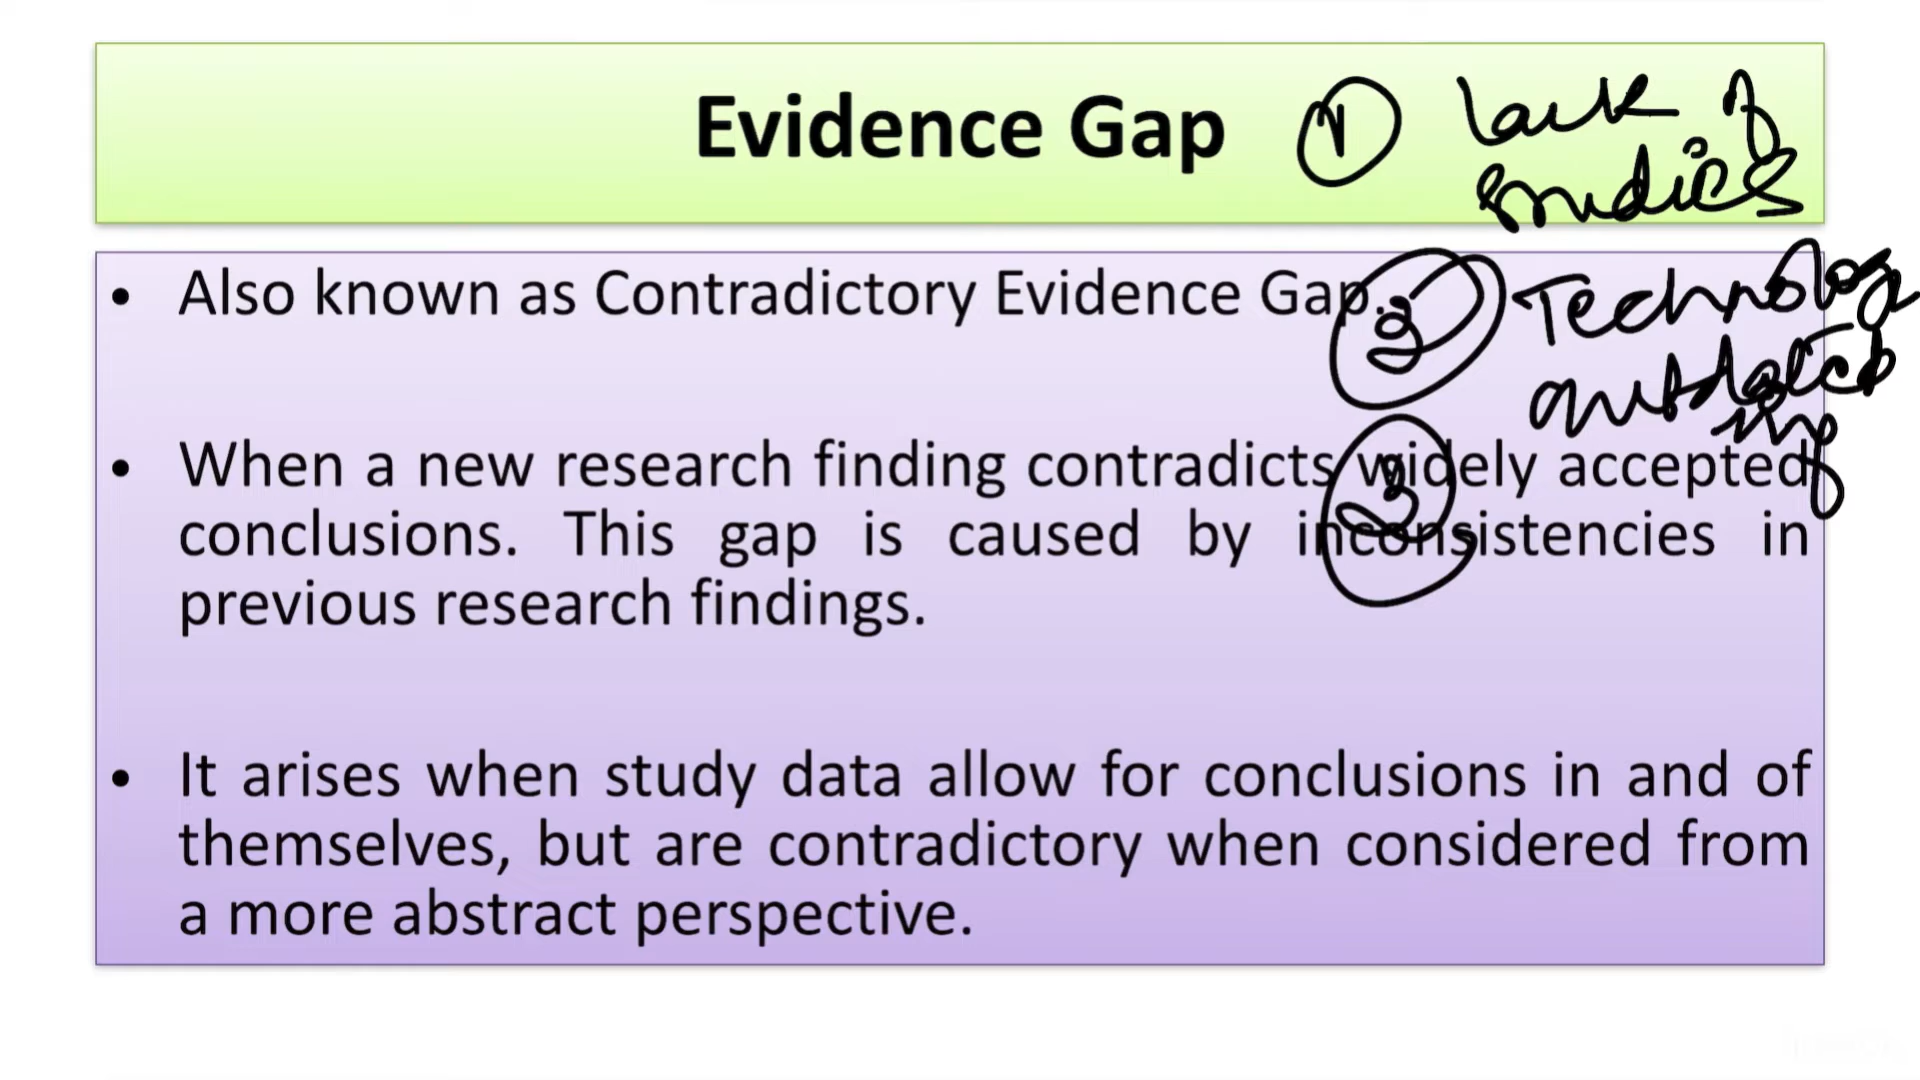 Evidence Gap
1 lack of
studies
• Also known as Contradictory Evidence Gap.
2 Technology
outdated
• When a new research finding contradicts widely accepted
3
conclusions. This gap is caused by inconsistencies in
previous research findings.
• It arises when study data allow for conclusions in and of
themselves, but are contradictory when considered from
a more abstract perspective.